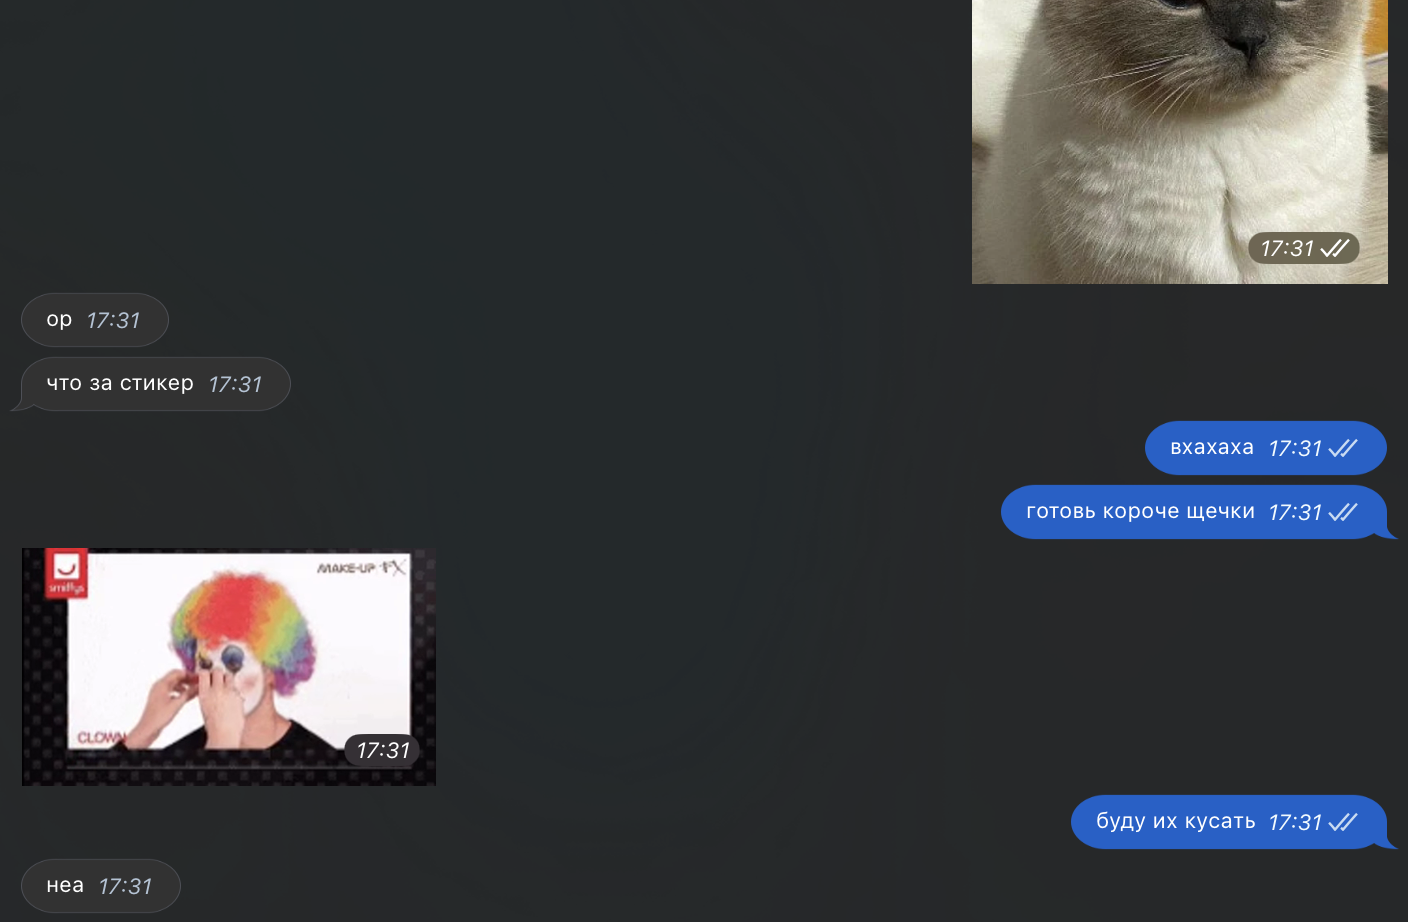 17:31
ор 17:31
что за стикер 17:31
вхахаха 17:31
готовь короче щечки 17:31
smiffys
MAKE-UP FX
CLOWN
17:31
буду их кусать 17:31
неа 17:31